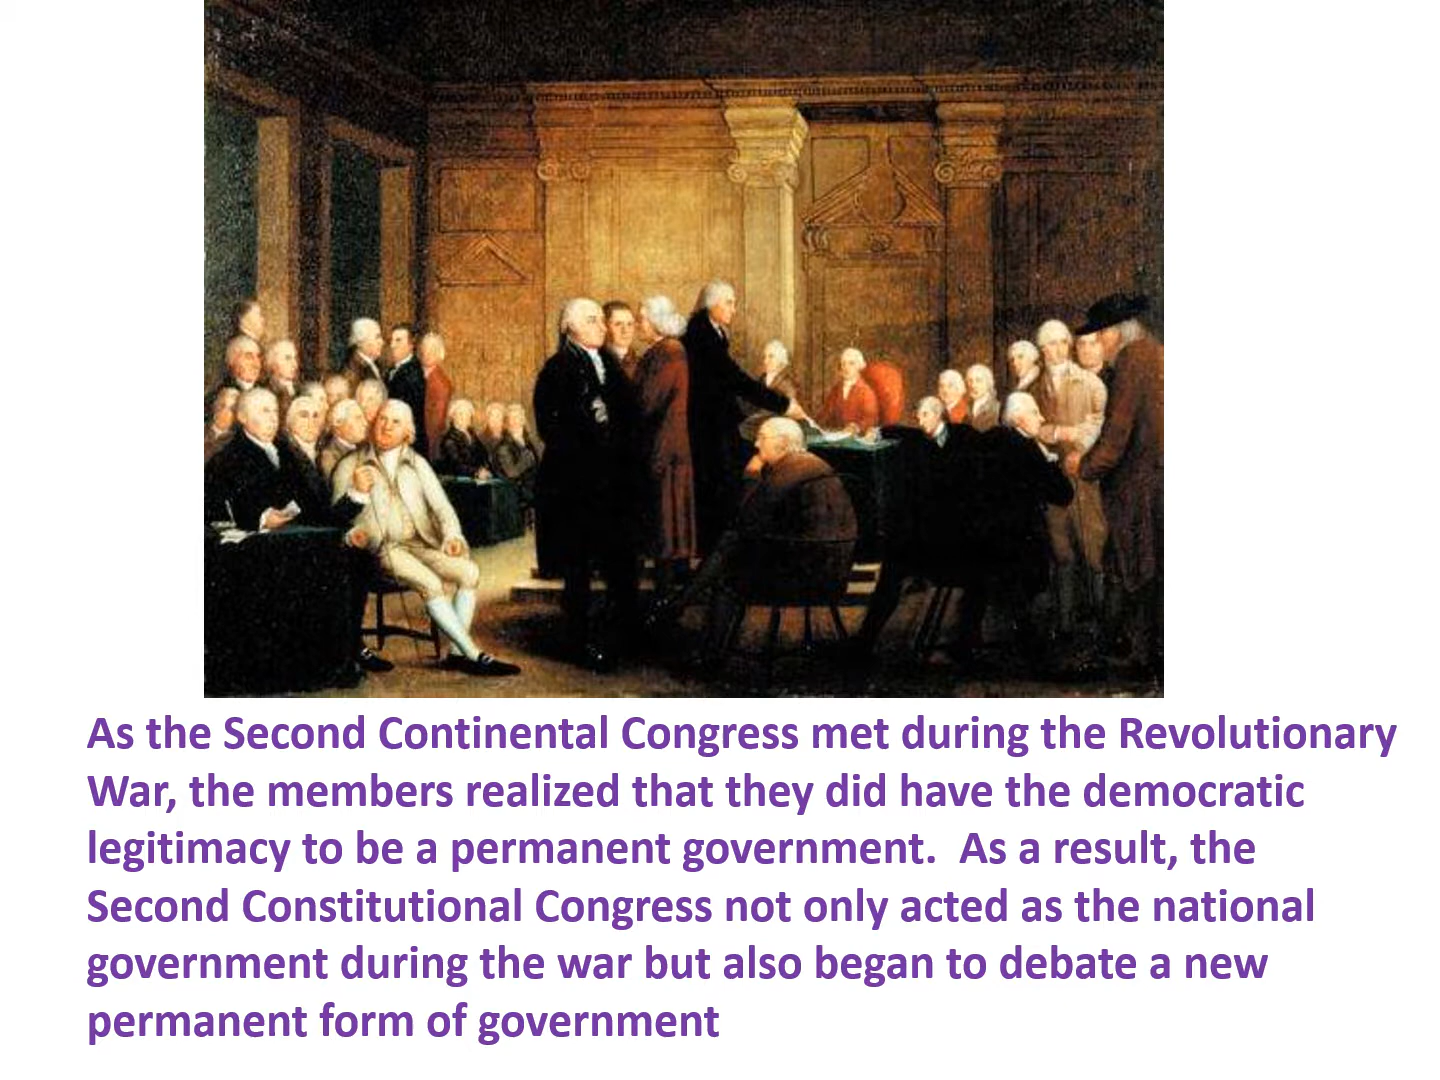 As the Second Continental Congress met during the Revolutionary
War, the members realized that they did have the democratic
legitimacy to be a permanent government.  As a result, the
Second Constitutional Congress not only acted as the national
government during the war but also began to debate a new
permanent form of government